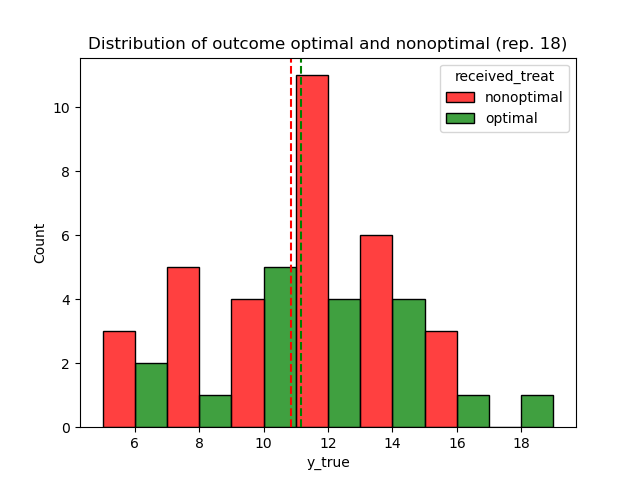 Distribution of outcome optimal and nonoptimal (rep. 18)
received_treat
nonoptimal
optimal
Count
10
8
6
4
2
0
6 8 10 12 14 16 18
y_true